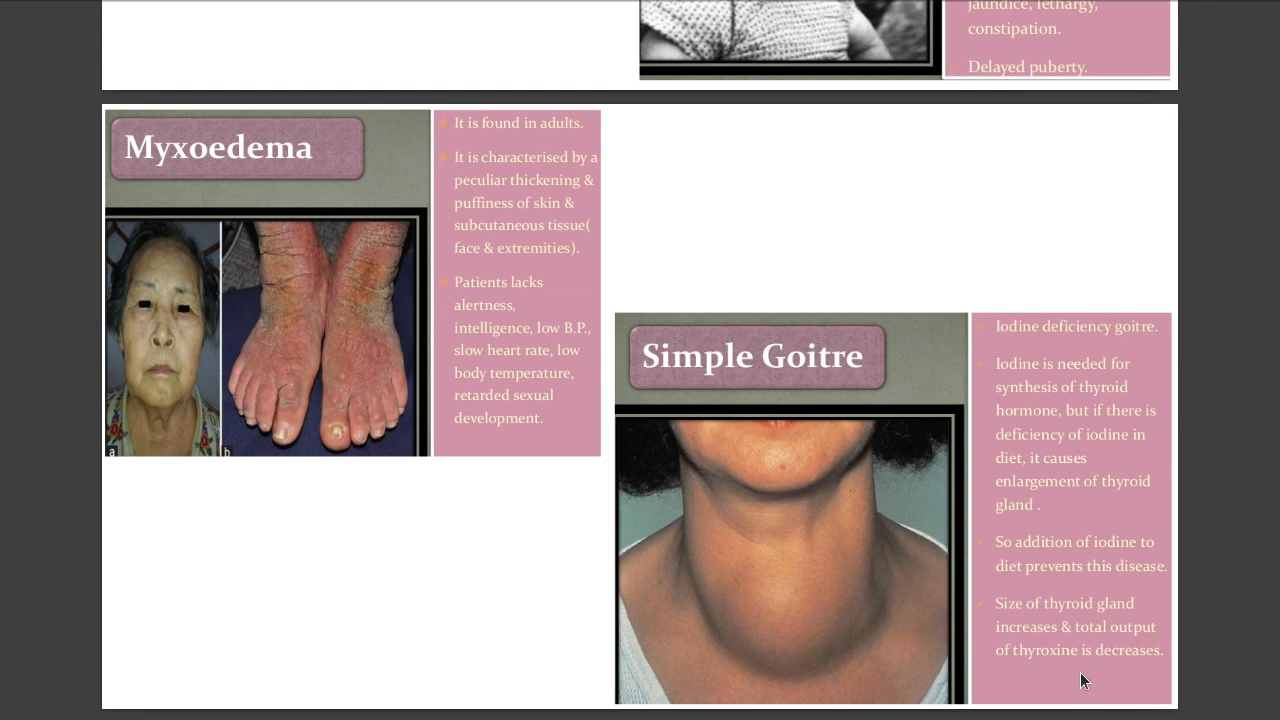 jaundice, lethargy,
constipation.
Delayed puberty.
Myxoedema
It is found in adults.
It is characterised by a
peculiar thickening &
puffiness of skin &
subcutaneous tissue(
face & extremities).
Patients lacks
alertness,
intelligence, low B.P.,
slow heart rate, low
body temperature,
retarded sexual
development.
a
b
Simple Goitre
Iodine deficiency goitre.
Iodine is needed for
synthesis of thyroid
hormone, but if there is
deficiency of iodine in
diet, it causes
enlargement of thyroid
gland .
So addition of iodine to
diet prevents this disease.
Size of thyroid gland
increases & total output
of thyroxine is decreases.